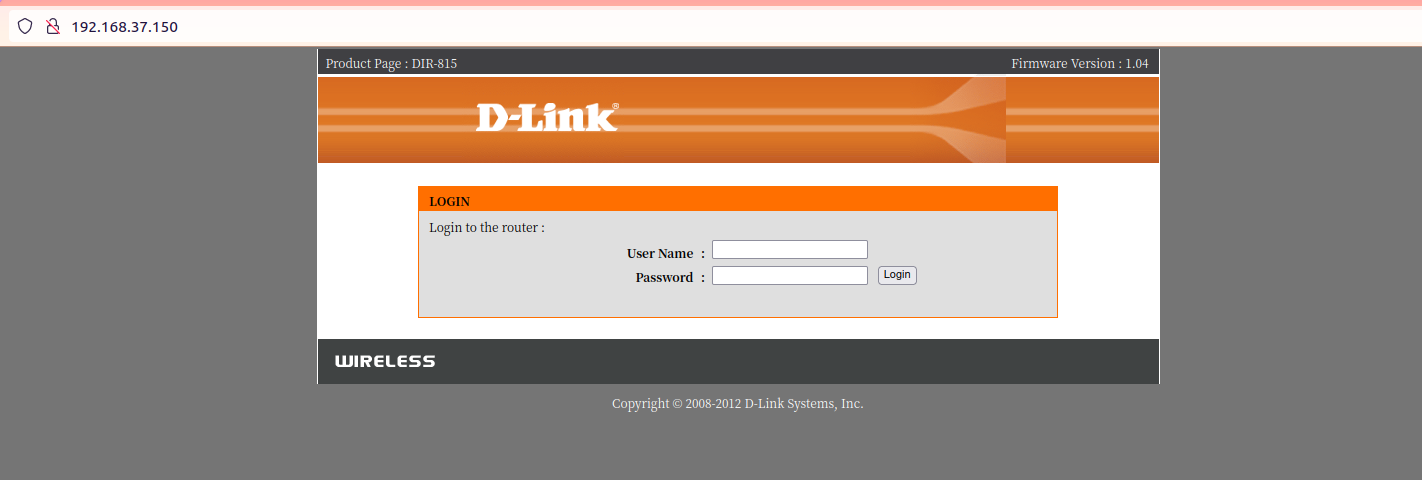 192.168.37.150
Product Page : DIR-815 Firmware Version : 1.04
D-Link®
LOGIN
Login to the router :
User Name :
Password : Login
WIRELESS
Copyright © 2008-2012 D-Link Systems, Inc.